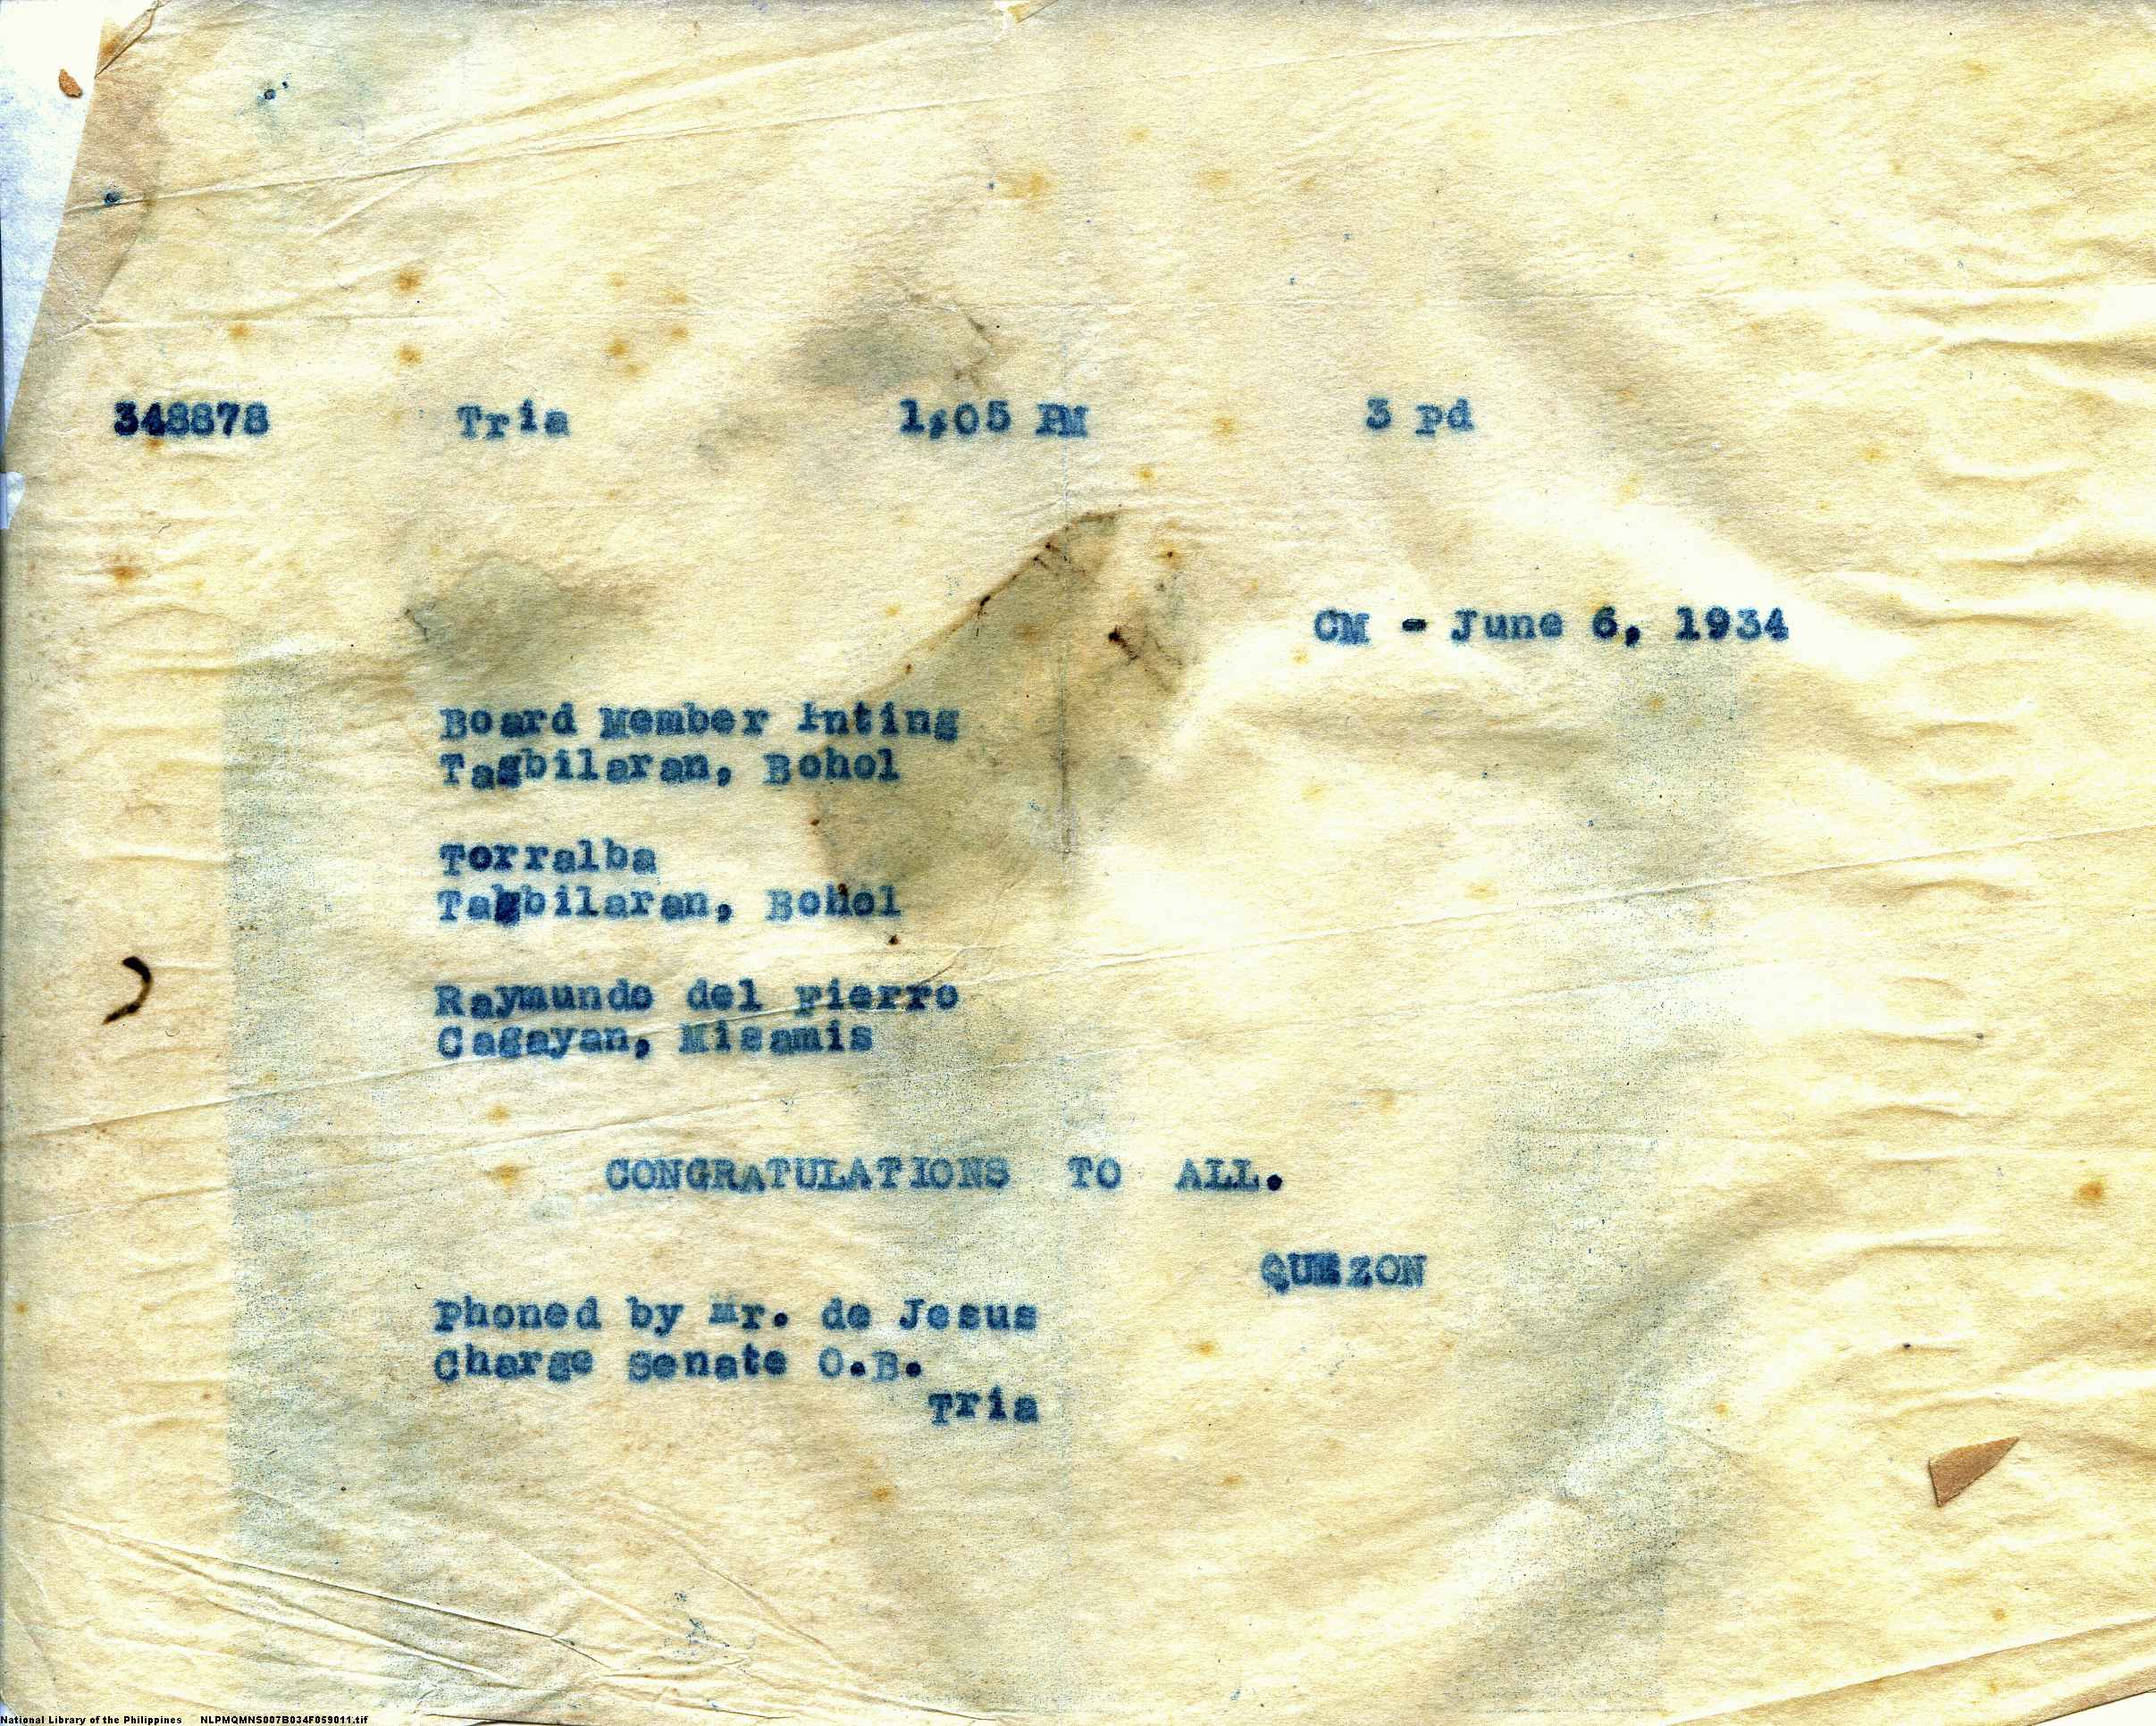 348878 Tria 1:05 PM 3 pd
CM - June 6, 1934
Board Member Inting
Tagbilaran, Bohol
Torralba
Tagbilaran, Bohol
Raymundo del Fierro
Cagayan, Misamis
CONGRATULATIONS TO ALL.
QUEZON
Phoned by Mr. de Jesus
Charge Senate O.B.
Tria
National Library of the Philippines NLPMQMNS007B034F059011.tif